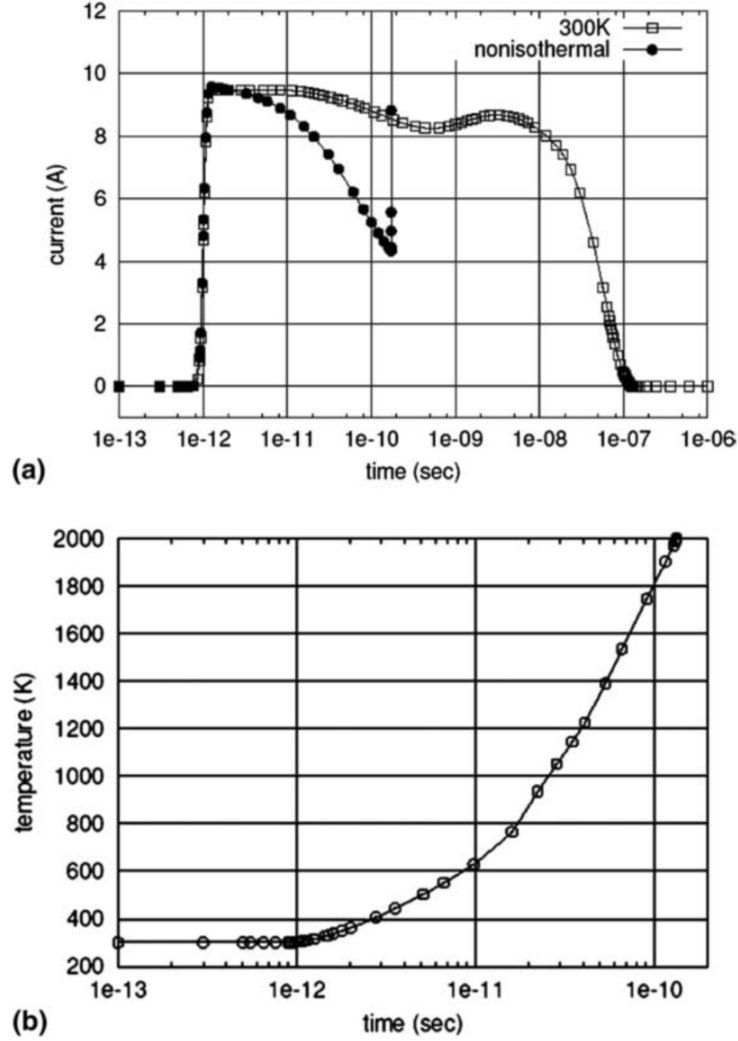 12
300K
nonisothermal
10
8
6
4
2
0
current (A)
1e-13 1e-12 1e-11 1e-10 1e-09 1e-08 1e-07 1e-06
(a) time (sec)
2000
1800
1600
1400
1200
1000
800
600
400
200
temperature (K)
1e-13 1e-12 1e-11 1e-10
(b) time (sec)